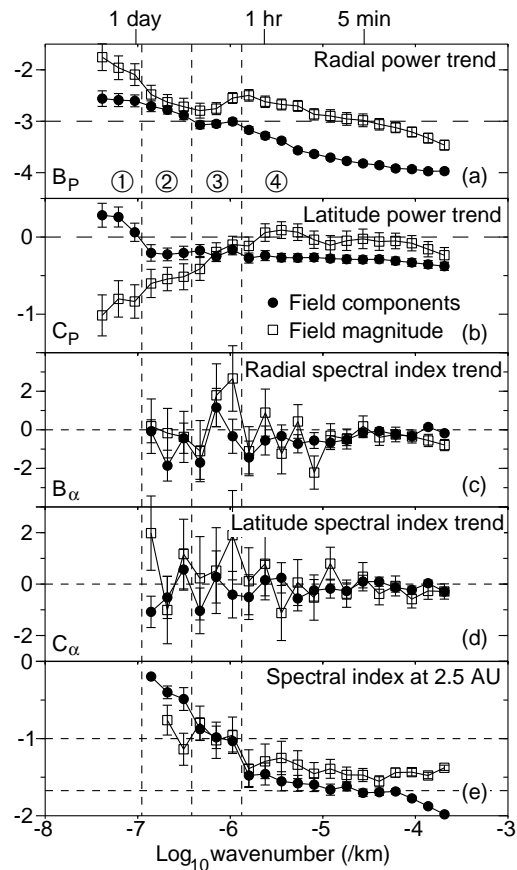 1 day 1 hr 5 min
Radial power trend
-2
-3
-4
B_P ① ② ③ ④ (a)
Latitude power trend
0
-1
Field components
Field magnitude
C_P (b)
Radial spectral index trend
2
0
-2
B_α (c)
Latitude spectral index trend
2
0
-2
C_α (d)
Spectral index at 2.5 AU
0
-1
-2
(e)
-8 -7 -6 -5 -4 -3
Log_10 wavenumber (/km)